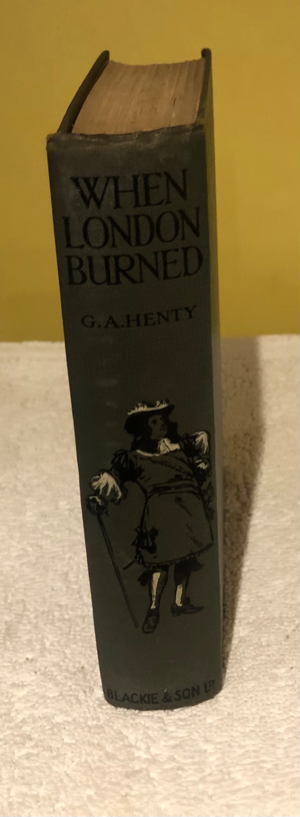 WHEN
LONDON
BURNED
G.A.HENTY
BLACKIE & SON LD